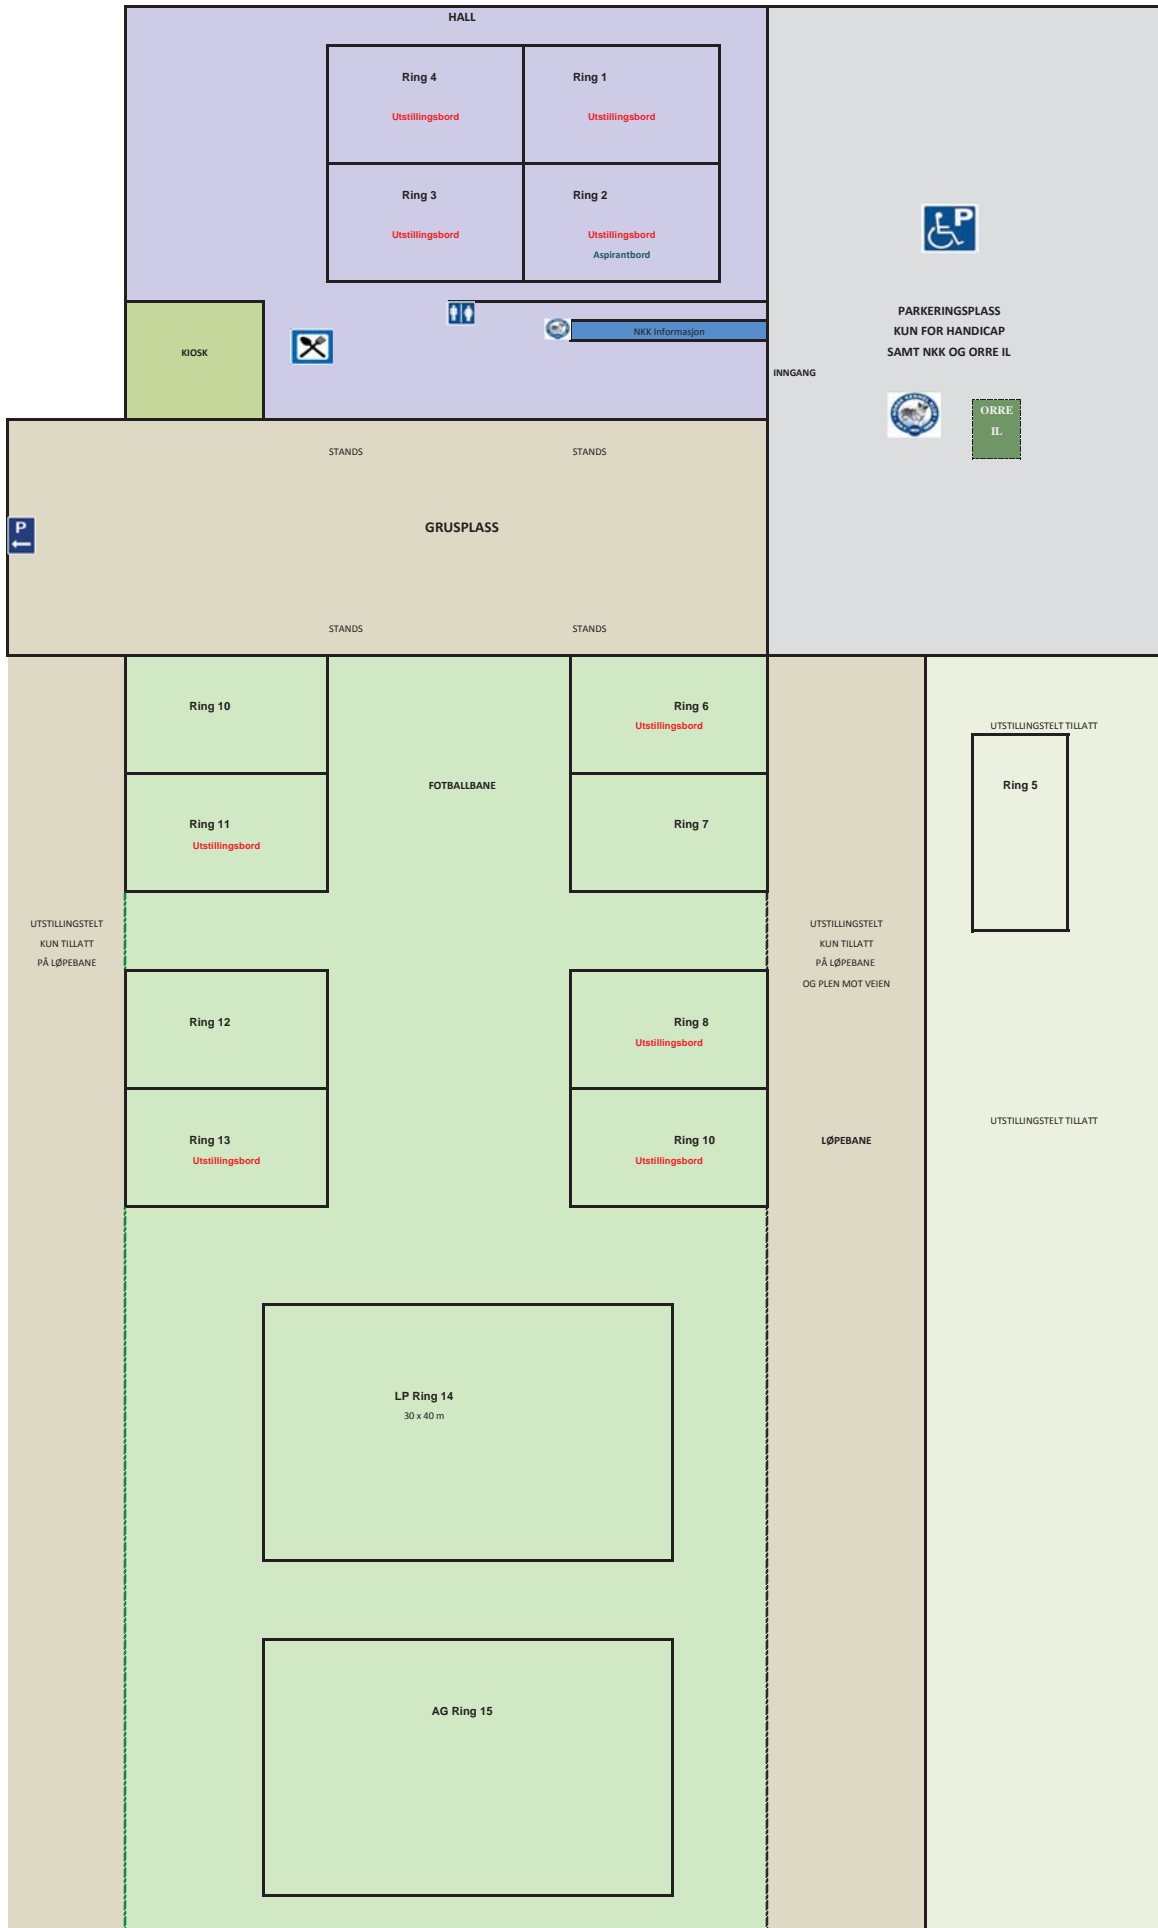 HALL
Ring 4
Ring 1
Utstillingsbord
Utstillingsbord
Ring 3
Ring 2
Utstillingsbord
Utstillingsbord
Aspirantbord
P
PARKERINGSPLASS
KUN FOR HANDICAP
SAMT NKK OG ORRE IL
NKK Informasjon
KIOSK
INNGANG
ORRE
IL
STANDS
STANDS
GRUSPLASS
P
STANDS
STANDS
Ring 10
Ring 6
Utstillingsbord
UTSTILLINGSTELT TILLATT
FOTBALLBANE
Ring 5
Ring 11
Utstillingsbord
Ring 7
UTSTILLINGSTELT
KUN TILLATT
PÅ LØPEBANE
UTSTILLINGSTELT
KUN TILLATT
PÅ LØPEBANE
OG PLEN MOT VEIEN
Ring 12
Ring 8
Utstillingsbord
UTSTILLINGSTELT TILLATT
Ring 13
Utstillingsbord
Ring 10
Utstillingsbord
LØPEBANE
LP Ring 14
30 x 40 m
AG Ring 15